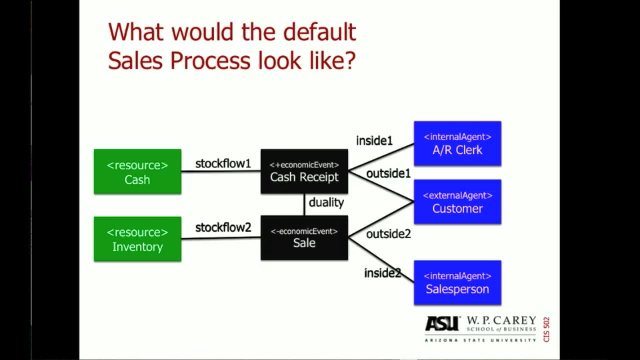 What would the default
Sales Process look like?
<resource>
Cash
stockflow1
<+economicEvent>
Cash Receipt
inside1
<internalAgent>
A/R Clerk
outside1
duality
<externalAgent>
Customer
<resource>
Inventory
stockflow2
<-economicEvent>
Sale
outside2
inside2
<internalAgent>
Salesperson
ASU W. P. CAREY
SCHOOL of BUSINESS
ARIZONA STATE UNIVERSITY
CIS 502